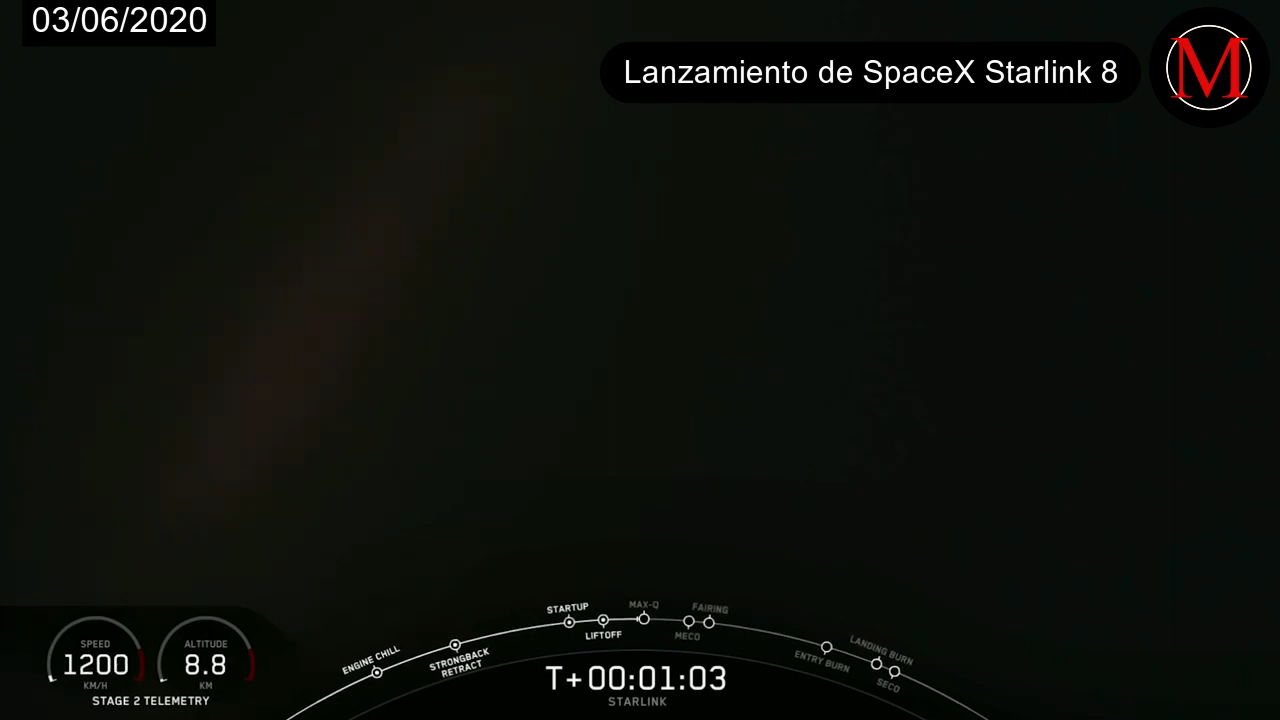 03/06/2020
Lanzamiento de SpaceX Starlink 8
M
STARTUP
MAX-Q
FAIRING
LIFTOFF
MECO
ENGINE CHILL
STRONGBACK
RETRACT
ENTRY BURN
LANDING BURN
SECO
SPEED
1200
KM/H
ALTITUDE
8.8
KM
STAGE 2 TELEMETRY
T+00:01:03
STARLINK